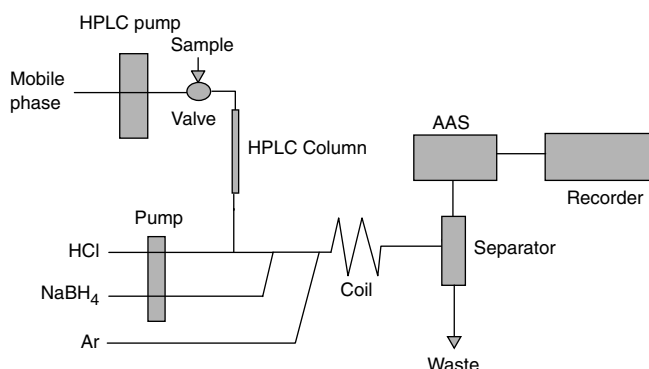 HPLC pump
Sample
Mobile
phase
Valve
HPLC Column
AAS
Recorder
Pump
HCl
Separator
NaBH₄
Coil
Ar
Waste